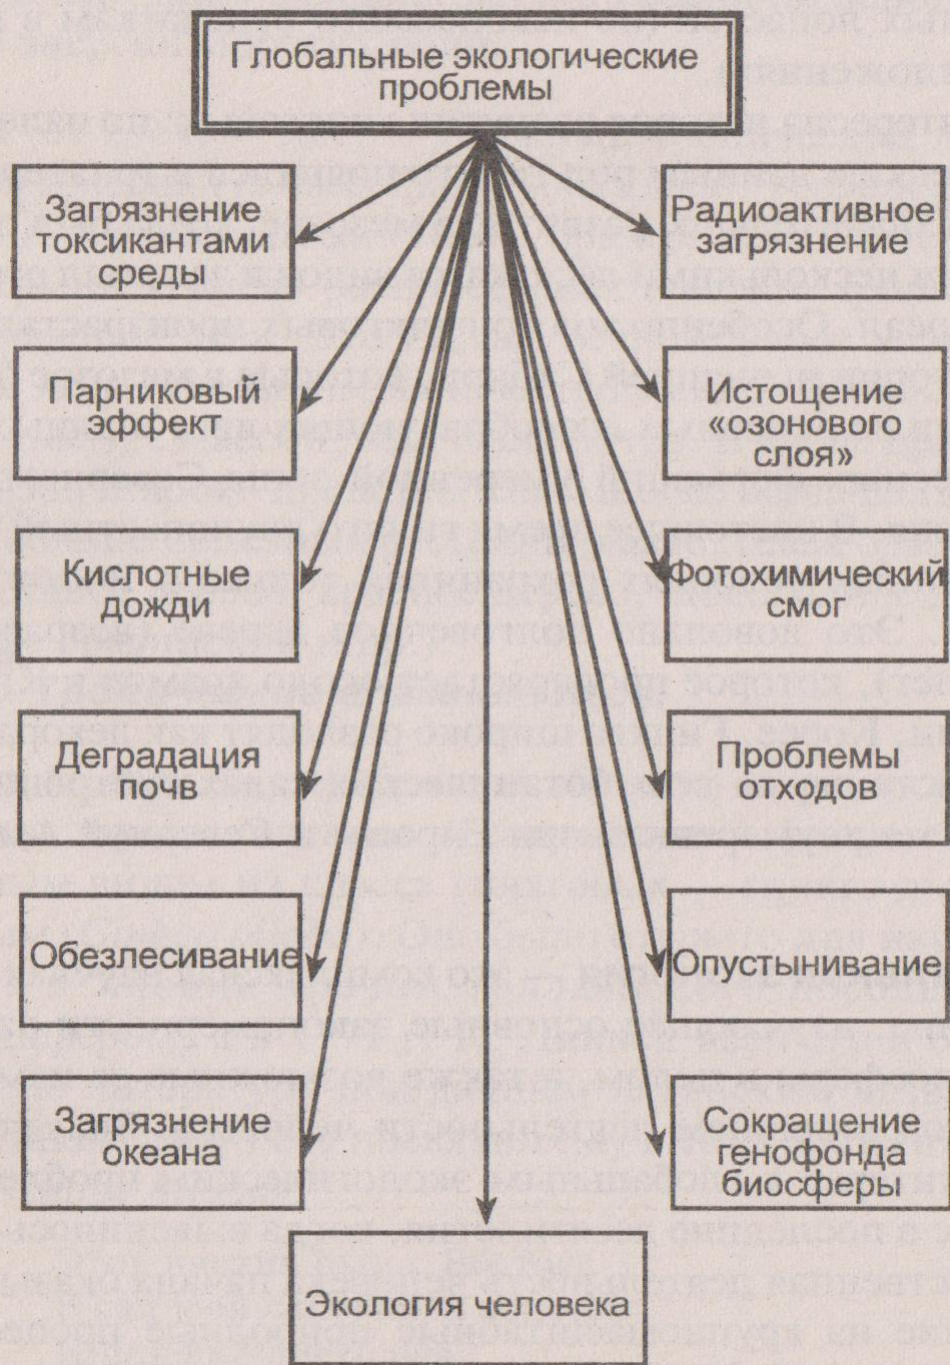 Глобальные экологические
проблемы
Загрязнение
токсикантами
среды
Радиоактивное
загрязнение
Парниковый
эффект
Истощение
«озонового
слоя»
Кислотные
дожди
Фотохимический
смог
Деградация
почв
Проблемы
отходов
Обезлесивание
Опустынивание
Загрязнение
океана
Сокращение
генофонда
биосферы
Экология человека